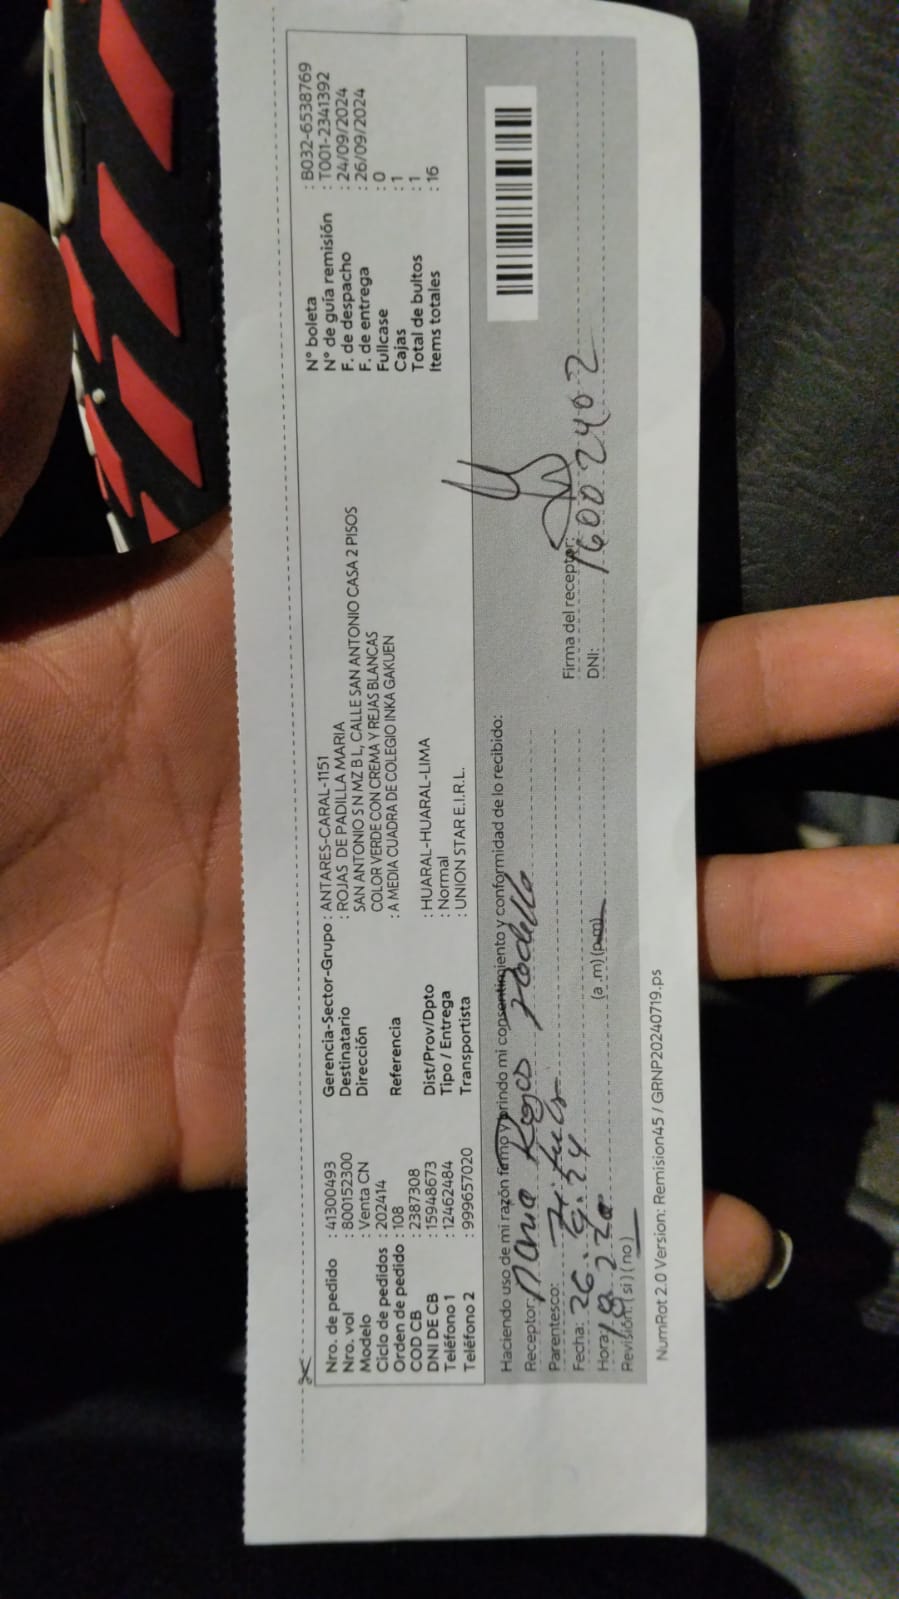 Nro. de pedido : 41300493
Nro. vol : 800152300
Modelo : Venta CN
Ciclo de pedidos : 202414
Orden de pedido : 108
COD CB : 2387308
DNI DE CB : 15948673
Teléfono 1 : 12462484
Teléfono 2 : 999657020
Gerencia-Sector-Grupo : ANTARES-CARAL-1151
Destinatario : ROJAS DE PADILLA MARIA
Dirección SAN ANTONIO S N MZ B L, CALLE SAN ANTONIO CASA 2 PISOS
COLOR VERDE CON CREMA Y REJAS BLANCAS
Referencia : A MEDIA CUADRA DE COLEGIO INKA GAKUEN
Dist/Prov/Dpto : HUARAL-HUARAL-LIMA
Tipo / Entrega : Normal
Transportista : UNION STAR E.I.R.L.
N° boleta : B032-6538769
N° de guía remisión : T001-2341392
F. de despacho : 24/09/2024
F. de entrega : 26/09/2024
Fullcase : 0
Cajas : 1
Total de bultos : 1
Items totales : 16
Haciendo uso de mi razón firmo y brindo mi consentimiento y conformidad de lo recibido:
Receptor: Maria Rojas Padilla
Parentesco:
Fecha: 26.9.24
Hora: (a .m) (p.m)
Revisión: (si) (no)
Firma del receptor:
DNI: 16002402
NumRot 2.0 Version: Remision45 / GRNP20240719.ps